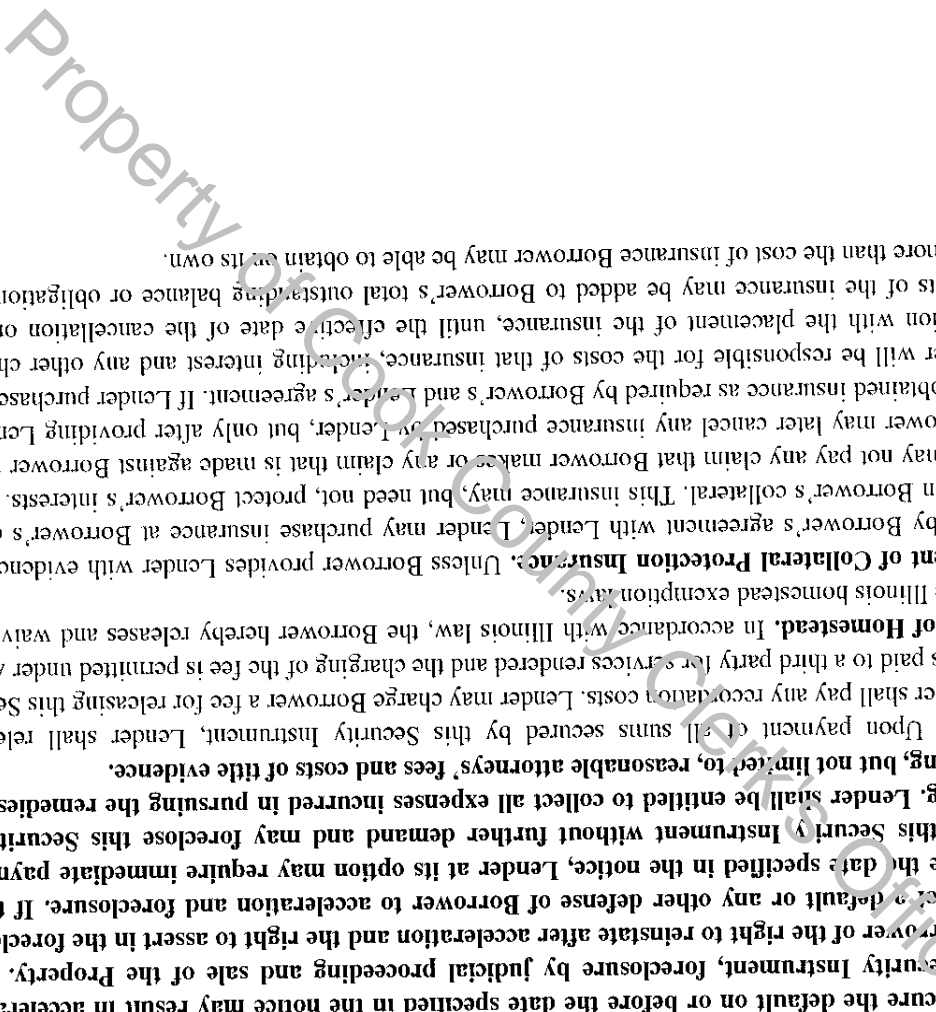 cure the default on or before the date specified in the notice may result in accelera
ecurity Instrument, foreclosure by judicial proceeding and sale of the Property.
rrower of the right to reinstate after acceleration and the right to assert in the forecl
default or any other defense of Borrower to acceleration and foreclosure. If t
e the date specified in the notice, Lender at its option may require immediate paym
this Security Instrument without further demand and may foreclose this Securit
g. Lender shall be entitled to collect all expenses incurred in pursuing the remedies
ng, but not limited to, reasonable attorneys' fees and costs of title evidence.
Upon payment of all sums secured by this Security Instrument, Lender shall rele
er shall pay any recordation costs. Lender may charge Borrower a fee for releasing this Se
s paid to a third party for services rendered and the charging of the fee is permitted under A
of Homestead. In accordance with Illinois law, the Borrower hereby releases and waiv
e Illinois homestead exemption laws.
ent of Collateral Protection Insurance. Unless Borrower provides Lender with evidenc
by Borrower's agreement with Lender, Lender may purchase insurance at Borrower's e
n Borrower's collateral. This insurance may, but need not, protect Borrower's interests.
may not pay any claim that Borrower makes or any claim that is made against Borrower
ower may later cancel any insurance purchased by Lender, but only after providing Len
obtained insurance as required by Borrower's and Lender's agreement. If Lender purchase
er will be responsible for the costs of that insurance, including interest and any other ch
ion with the placement of the insurance, until the effective date of the cancellation or
ts of the insurance may be added to Borrower's total outstanding balance or obligation
more than the cost of insurance Borrower may be able to obtain on its own.
Property of Cook County Clerk's Offic